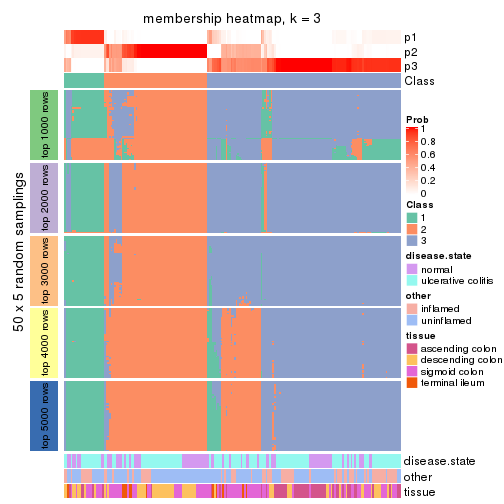 membership heatmap, k = 3
p1
p2
p3
Class
50 x 5 random samplings
top 1000 rows
top 2000 rows
top 3000 rows
top 4000 rows
top 5000 rows
disease.state
other
tissue
Prob
1
0.8
0.6
0.4
0.2
0
Class
1
2
3
disease.state
normal
ulcerative colitis
other
inflamed
uninflamed
tissue
ascending colon
descending colon
sigmoid colon
terminal ileum